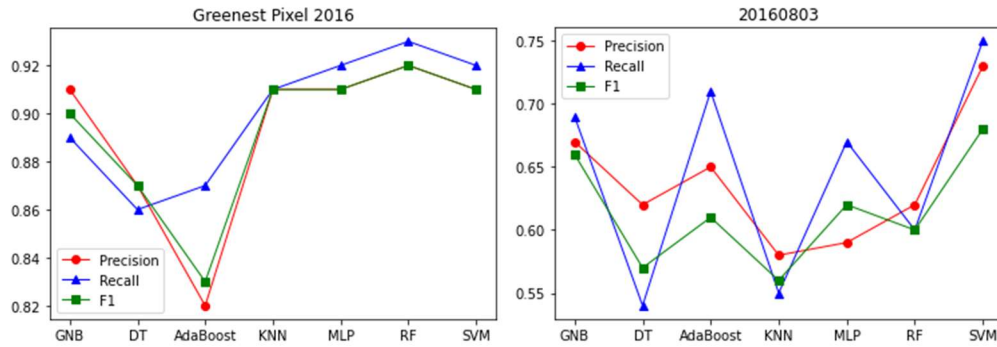 Greenest Pixel 2016
0.92
0.90
0.88
0.86
0.84
0.82
Precision
Recall
F1
GNB DT AdaBoost KNN MLP RF SVM
20160803
0.75
0.70
0.65
0.60
0.55
Precision
Recall
F1
GNB DT AdaBoost KNN MLP RF SVM